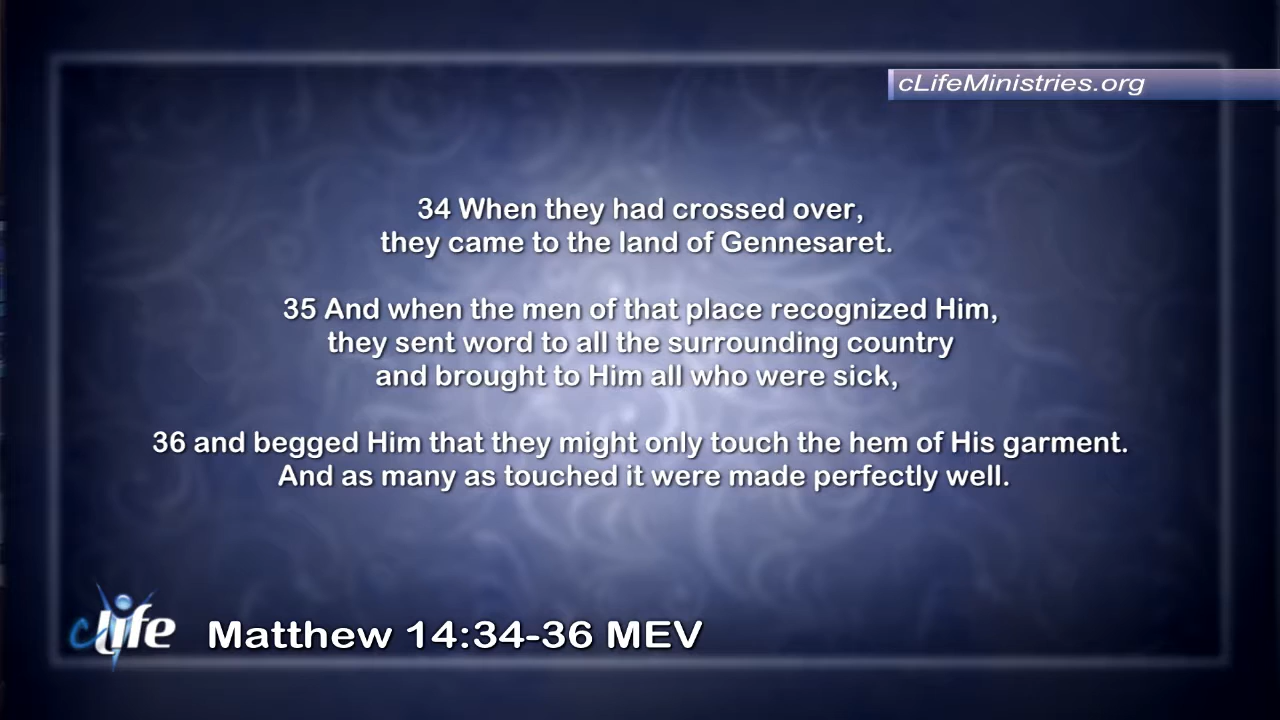 cLifeMinistries.org
34 When they had crossed over,
they came to the land of Gennesaret.
35 And when the men of that place recognized Him,
they sent word to all the surrounding country
and brought to Him all who were sick,
36 and begged Him that they might only touch the hem of His garment.
And as many as touched it were made perfectly well.
cLife
Matthew 14:34-36 MEV